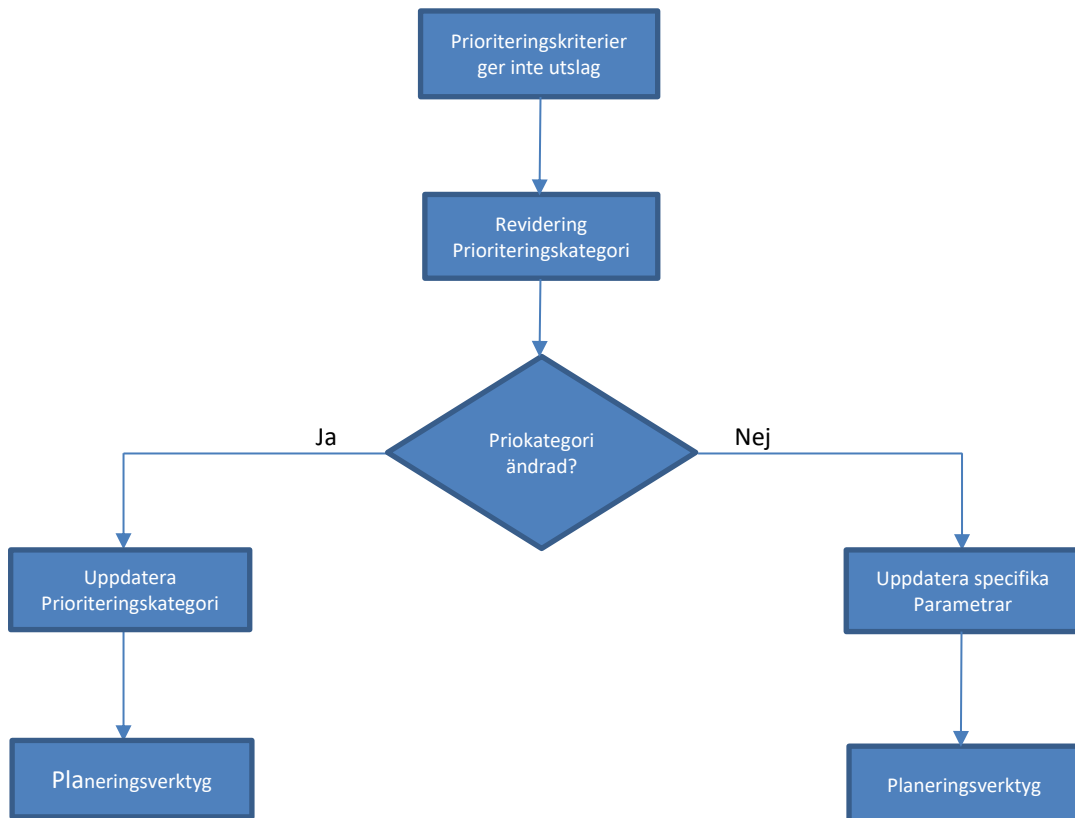 Prioriteringskriterier
ger inte utslag
Revidering
Prioriteringskategori
Ja
Priokategori
ändrad?
Nej
Uppdatera
Prioriteringskategori
Uppdatera specifika
Parametrar
Planeringsverktyg
Planeringsverktyg